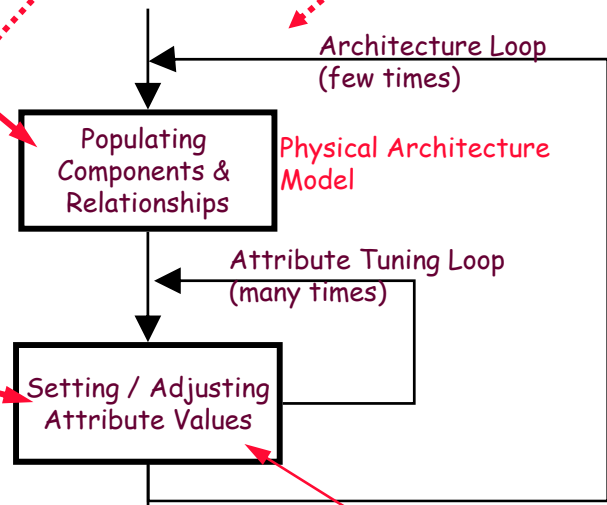 Architecture Loop
(few times)
Populating
Components &
Relationships
Physical Architecture
Model
Attribute Tuning Loop
(many times)
Setting / Adjusting
Attribute Values